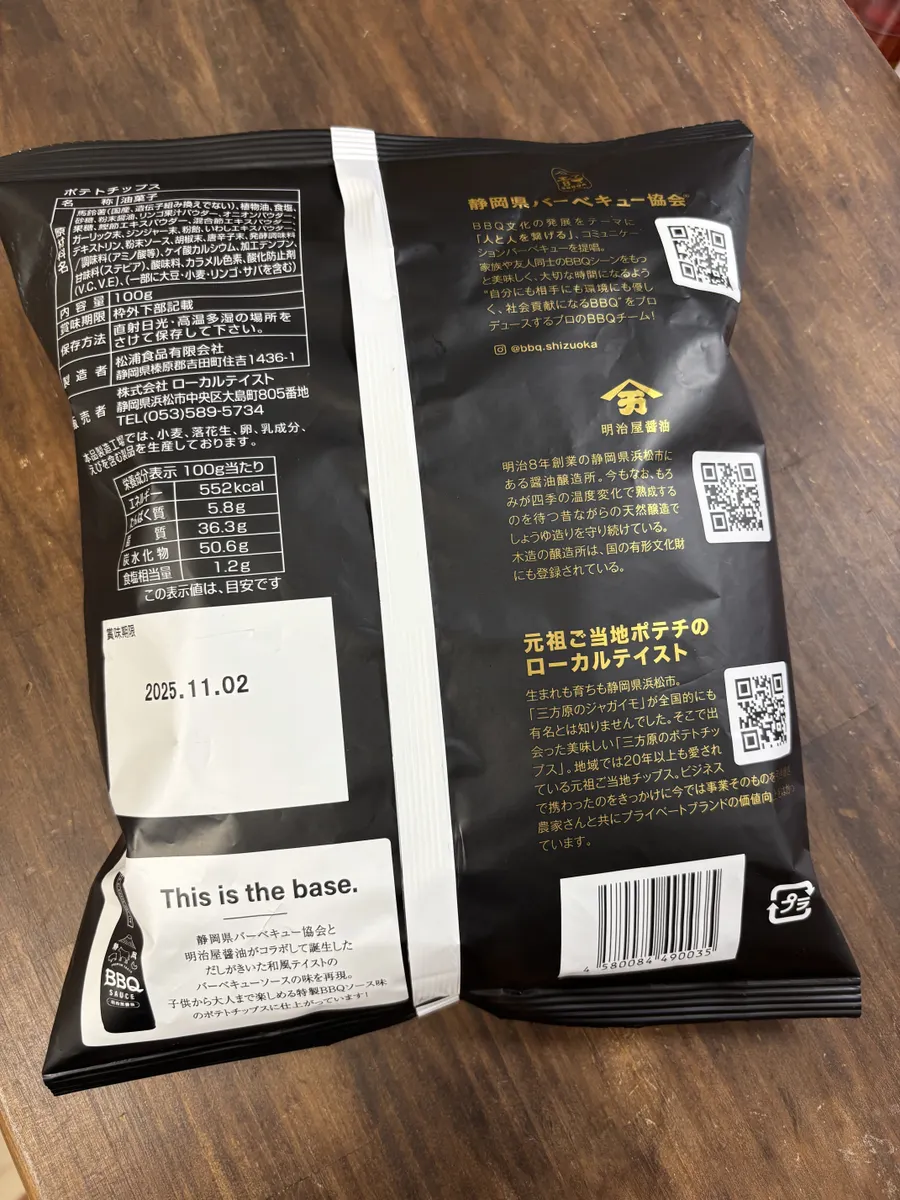 ポテトチップス
名 称 油菓子
原材料名
馬鈴薯(国産、遺伝子組み換えでない)、植物油、食塩、
砂糖、粉末醤油、リンゴ果汁パウダー、オニオンパウダー、
果糖、鰹節エキスパウダー、混合節エキスパウダー、
ガーリック末、ジンジャー末、粉飴、いわしエキスパウダー、
デキストリン、粉末ソース、胡椒末、唐辛子末、発酵調味料
/調味料(アミノ酸等)、ケイ酸カルシウム、加工デンプン、
甘味料(ステビア)、酸味料、カラメル色素、酸化防止剤
(V.C、V.E)、(一部に大豆・小麦・リンゴ・サバを含む)
内 容 量 100g
賞味期限 枠外下部記載
保存方法 直射日光・高温多湿の場所を
さけて保存して下さい。
製 造 者 松浦食品有限会社
静岡県榛原郡吉田町住吉1436-1
販 売 者 株式会社 ローカルテイスト
静岡県浜松市中央区大島町805番地
TEL(053)589-5734
本品製造工場では、小麦、落花生、卵、乳成分、
えびを含む製品を生産しております。
栄養成分表示 100g当たり
エネルギー 552kcal
たんぱく質 5.8g
脂 質 36.3g
炭水化物 50.6g
食塩相当量 1.2g
この表示値は、目安です
賞味期限
2025.11.02
This is the base.
静岡県バーベキュー協会と
明治屋醤油がコラボして誕生した
だしがきいた和風テイストの
バーベキューソースの味を再現。
子供から大人まで楽しめる特製BBQソース味
のポテトチップスに仕上がっています!
BBQ
SAUCE
静岡県バーベキュー協会
BBQ文化の発展をテーマに
「人と人を繋げる」、コミュニケー
ションバーベキューを提唱。
家族や友人同士のBBQシーンをもっ
と美味しく、大切な時間になるよう
"自分にも相手にも環境にも優し
く、社会貢献になるBBQ"をプロ
デュースするプロのBBQチーム!
@bbq.shizuoka
明治屋醤油
明治8年創業の静岡県浜松市に
ある醤油醸造所。今もなお、もろ
みが四季の温度変化で熟成する
のを待つ昔ながらの天然醸造で
しょうゆ造りを守り続けている。
木造の醸造所は、国の有形文化財
にも登録されている。
元祖ご当地ポテチの
ローカルテイスト
生まれも育ちも静岡県浜松市。
「三方原のジャガイモ」が全国的にも
有名とは知りませんでした。そこで出
会った美味しい「三方原のポテトチッ
プス」。地域では20年以上も愛され
ている元祖ご当地チップス。ビジネス
で携わったのをきっかけに今では事業そのものを
農家さんと共にプライベートブランドの価値向
ています。
4 580084 490035
プラ